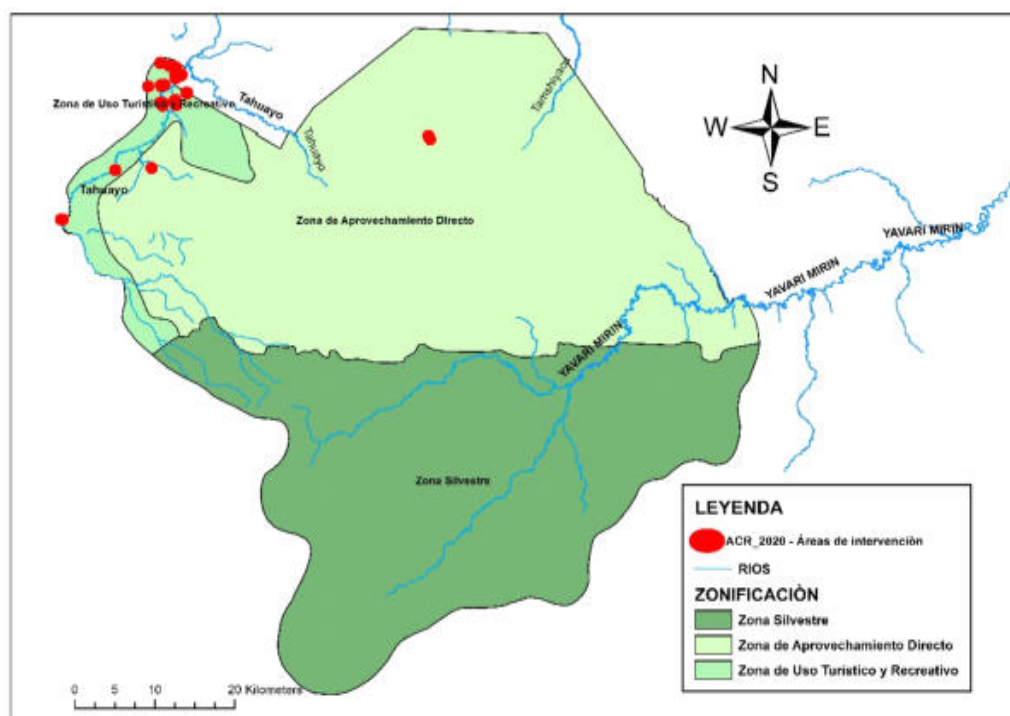 N
W E
S
Zona de Uso Turístico y Recreativo
Tahuayo
Tahuayo
Tamshiyacu
Tahuayo
Zona de Aprovechamiento Directo
YAVARI MIRIN
YAVARI MIRIN
YAVARI MIRIN
Zona Silvestre
LEYENDA
ACR_2020 - Áreas de intervención
RIOS
ZONIFICACIÒN
Zona Silvestre
Zona de Aprovechamiento Directo
Zona de Uso Turístico y Recreativo
0 5 10 20 Kilometers